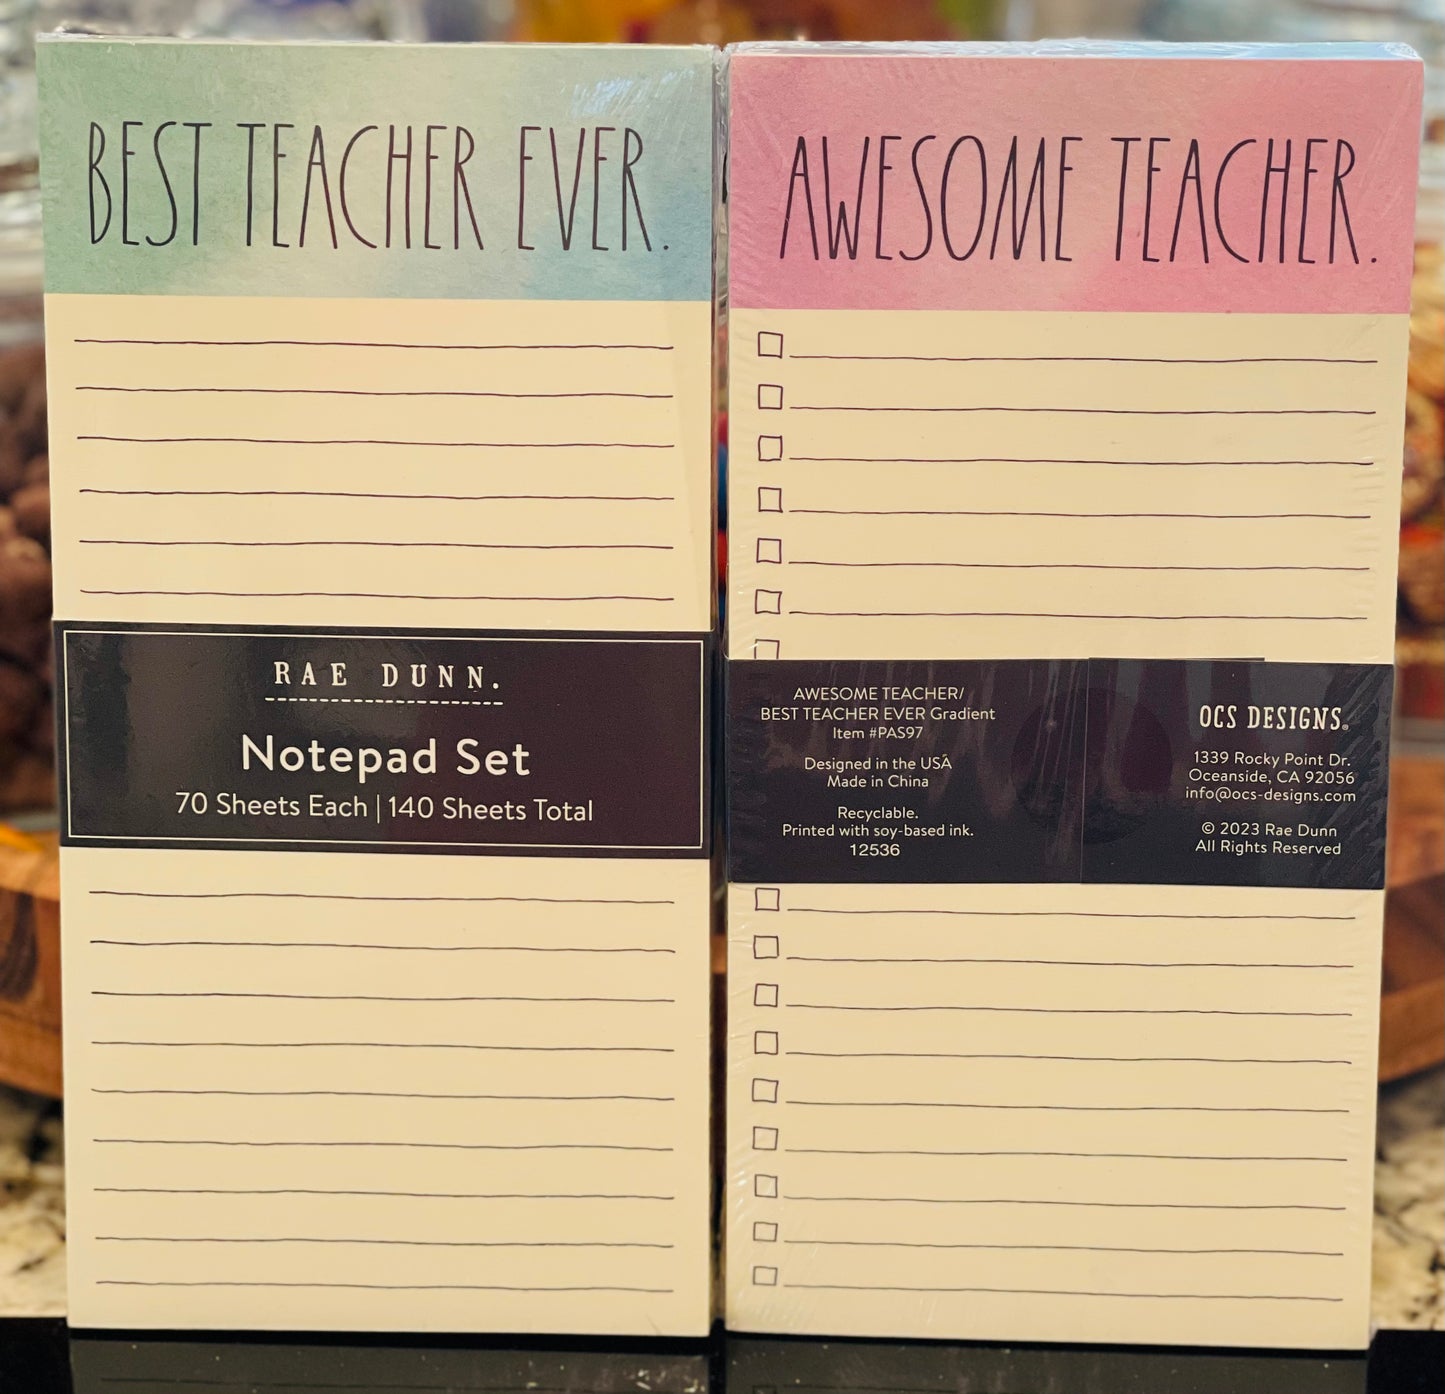 BEST TEACHER EVER.
RAE DUNN.
Notepad Set
70 Sheets Each | 140 Sheets Total
AWESOME TEACHER.
AWESOME TEACHER/
BEST TEACHER EVER Gradient
Item #PAS97
Designed in the USA
Made in China
Recyclable.
Printed with soy-based ink.
12536
OCS DESIGNS®
1339 Rocky Point Dr.
Oceanside, CA 92056
info@ocs-designs.com
© 2023 Rae Dunn
All Rights Reserved